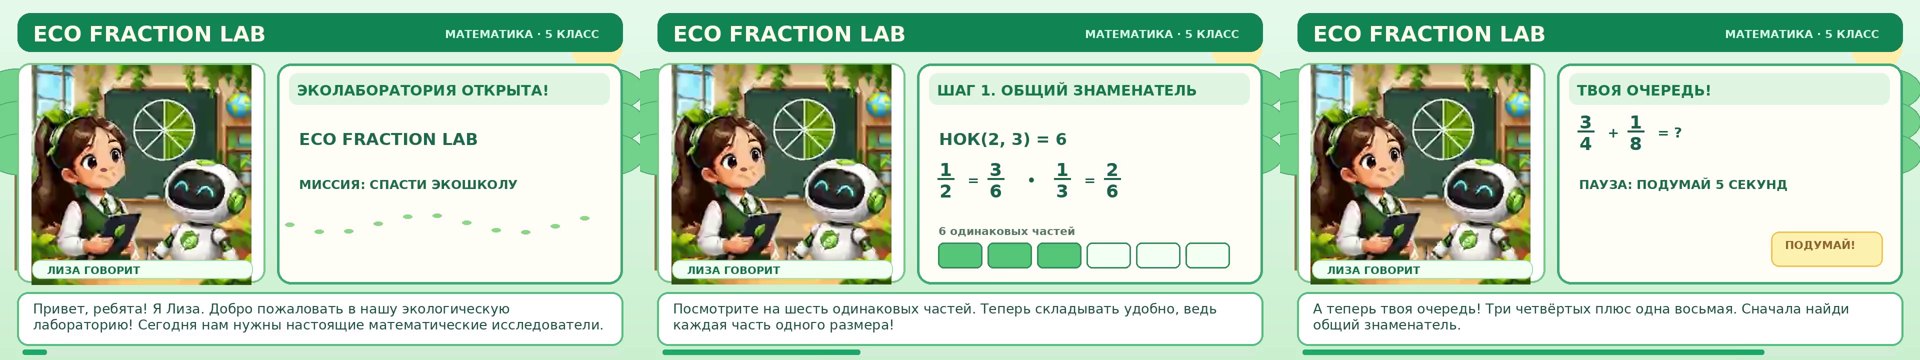 ECO FRACTION LAB
МАТЕМАТИКА · 5 КЛАСС
ЭКОЛАБОРАТОРИЯ ОТКРЫТА!
ECO FRACTION LAB
МИССИЯ: СПАСТИ ЭКОШКОЛУ
ЛИЗА ГОВОРИТ
Привет, ребята! Я Лиза. Добро пожаловать в нашу экологическую
лабораторию! Сегодня нам нужны настоящие математические исследователи.
ECO FRACTION LAB
МАТЕМАТИКА · 5 КЛАСС
ШАГ 1. ОБЩИЙ ЗНАМЕНАТЕЛЬ
НОК(2, 3) = 6
1/2 = 3/6 • 1/3 = 2/6
6 одинаковых частей
ЛИЗА ГОВОРИТ
Посмотрите на шесть одинаковых частей. Теперь складывать удобно, ведь
каждая часть одного размера!
ECO FRACTION LAB
МАТЕМАТИКА · 5 КЛАСС
ТВОЯ ОЧЕРЕДЬ!
3/4 + 1/8 = ?
ПАУЗА: ПОДУМАЙ 5 СЕКУНД
ПОДУМАЙ!
ЛИЗА ГОВОРИТ
А теперь твоя очередь! Три четвёртых плюс одна восьмая. Сначала найди
общий знаменатель.